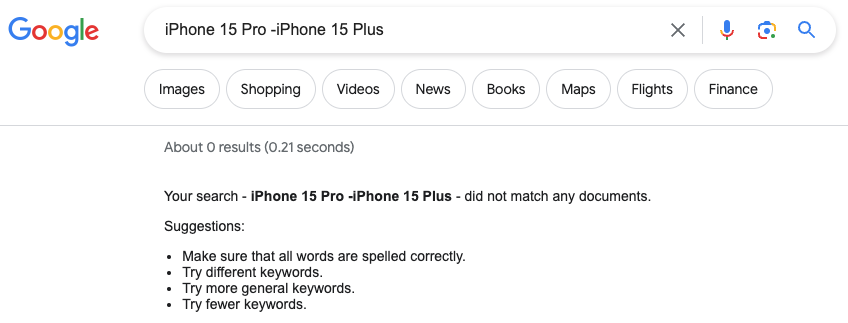 Google
iPhone 15 Pro -iPhone 15 Plus
Images Shopping Videos News Books Maps Flights Finance
About 0 results (0.21 seconds)
Your search - iPhone 15 Pro -iPhone 15 Plus - did not match any documents.
Suggestions:
• Make sure that all words are spelled correctly.
• Try different keywords.
• Try more general keywords.
• Try fewer keywords.